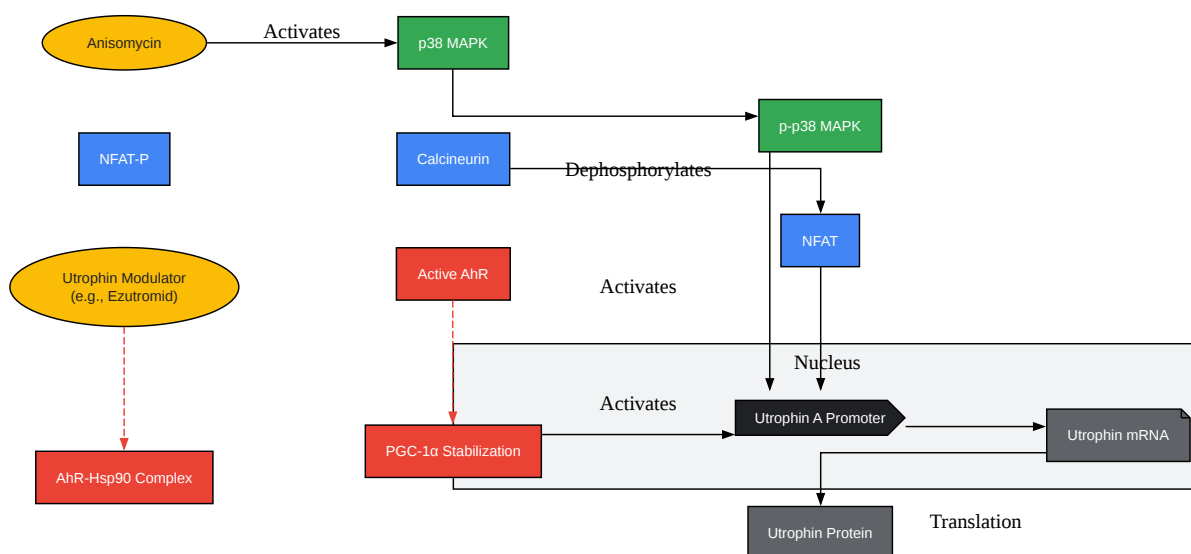 Anisomycin
Activates
p38 MAPK
p-p38 MAPK
NFAT-P
Calcineurin
Dephosphorylates
NFAT
Utrophin Modulator
(e.g., Ezutromid)
Active AhR
Activates
Nucleus
Activates
Utrophin A Promoter
Utrophin mRNA
PGC-1α Stabilization
AhR-Hsp90 Complex
Translation
Utrophin Protein